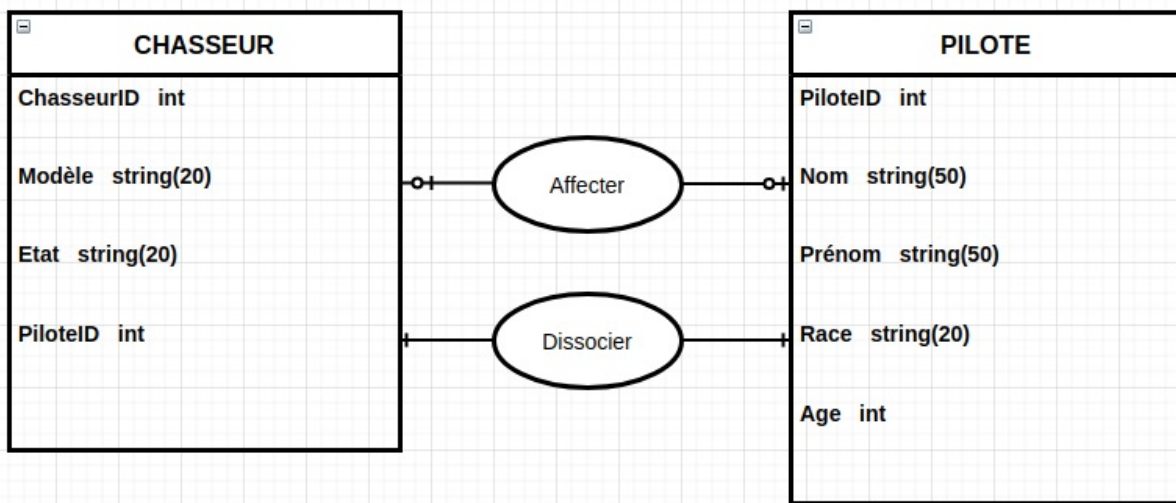 CHASSEUR
ChasseurID int
Modèle string(20)
Etat string(20)
PiloteID int
Affecter
Dissocier
PILOTE
PiloteID int
Nom string(50)
Prénom string(50)
Race string(20)
Age int